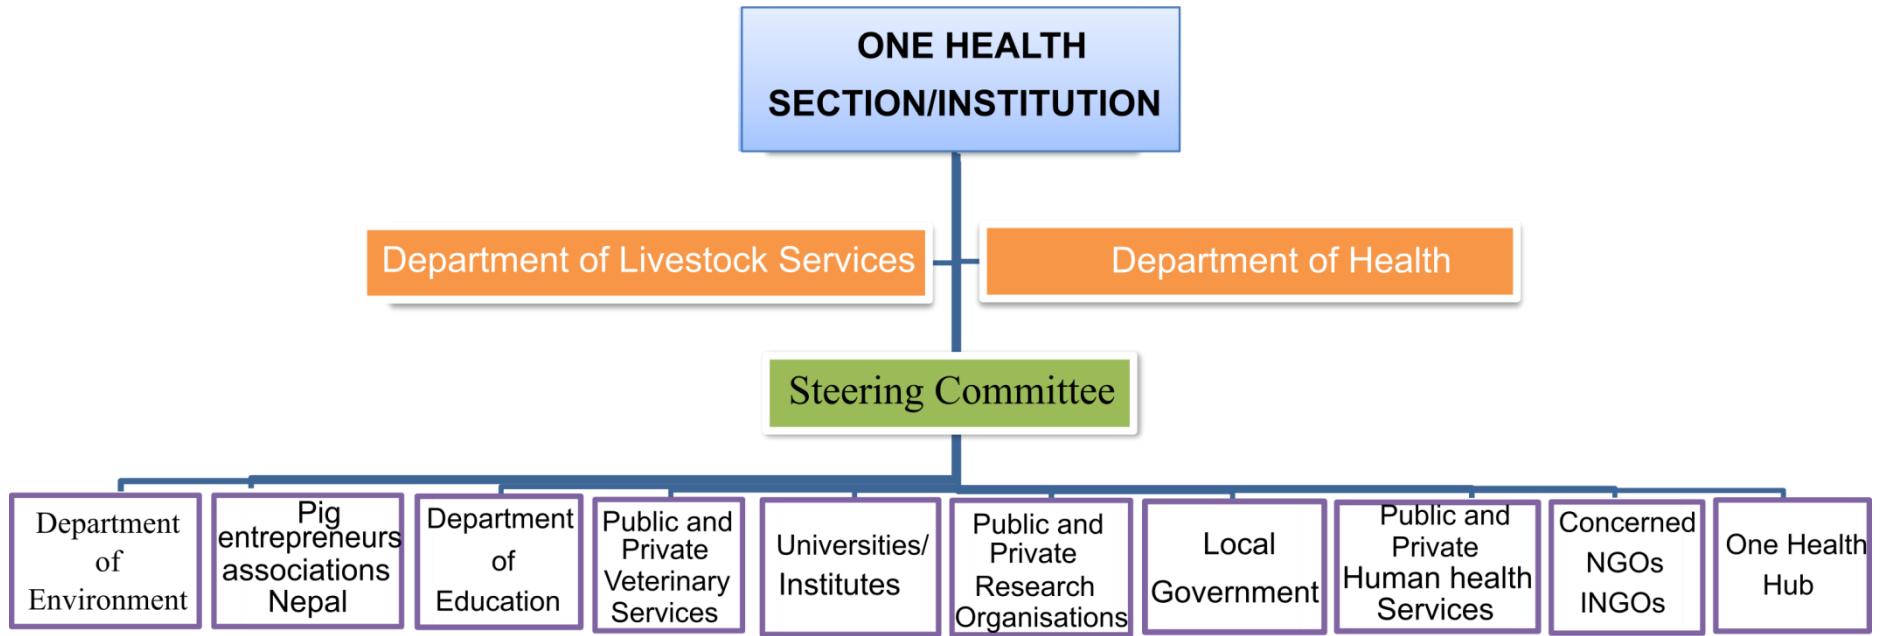 ONE HEALTH
SECTION/INSTITUTION
Department of Livestock Services
Department of Health
Steering Committee
Department
of
Environment
Pig
entrepreneurs
associations
Nepal
Department
of
Education
Public and
Private
Veterinary
Services
Universities/
Institutes
Public and
Private
Research
Organisations
Local
Government
Public and
Private
Human health
Services
Concerned
NGOs
INGOs
One Health
Hub